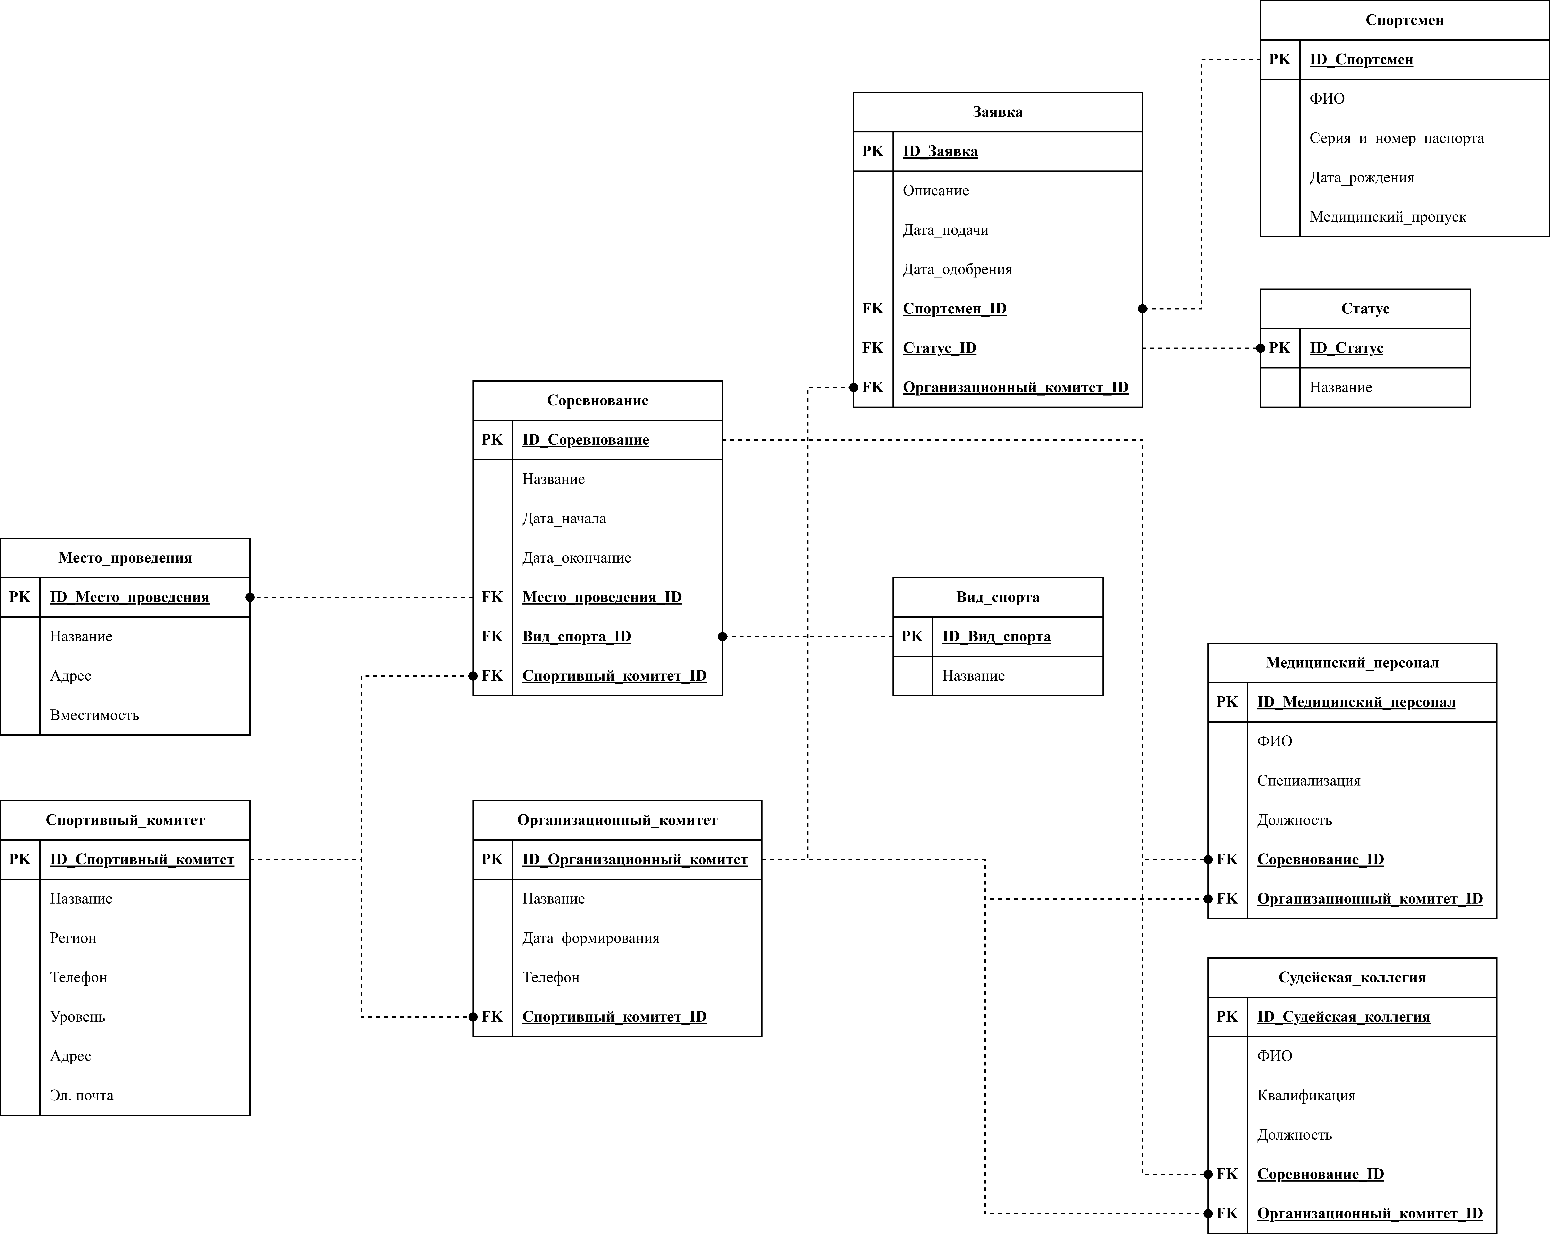 Спортсмен
PK ID_Спортсмен
ФИО
Серия_и_номер_паспорта
Дата_рождения
Медицинский_пропуск
Заявка
PK ID_Заявка
Описание
Дата_подачи
Дата_одобрения
FK Спортсмен_ID
FK Статус_ID
FK Организационный_комитет_ID
Статус
PK ID_Статус
Название
Соревнование
PK ID_Соревнование
Название
Дата_начала
Дата_окончание
FK Место_проведения_ID
FK Вид_спорта_ID
FK Спортивный_комитет_ID
Место_проведения
PK ID_Место_проведения
Название
Адрес
Вместимость
Вид_спорта
PK ID_Вид_спорта
Название
Медицинский_персонал
PK ID_Медицинский_персонал
ФИО
Специализация
Должность
FK Соревнование_ID
FK Организационный_комитет_ID
Спортивный_комитет
PK ID_Спортивный_комитет
Название
Регион
Телефон
Уровень
Адрес
Эл. почта
Организационный_комитет
PK ID_Организационный_комитет
Название
Дата_формирования
Телефон
FK Спортивный_комитет_ID
Судейская_коллегия
PK ID_Судейская_коллегия
ФИО
Квалификация
Должность
FK Соревнование_ID
FK Организационный_комитет_ID